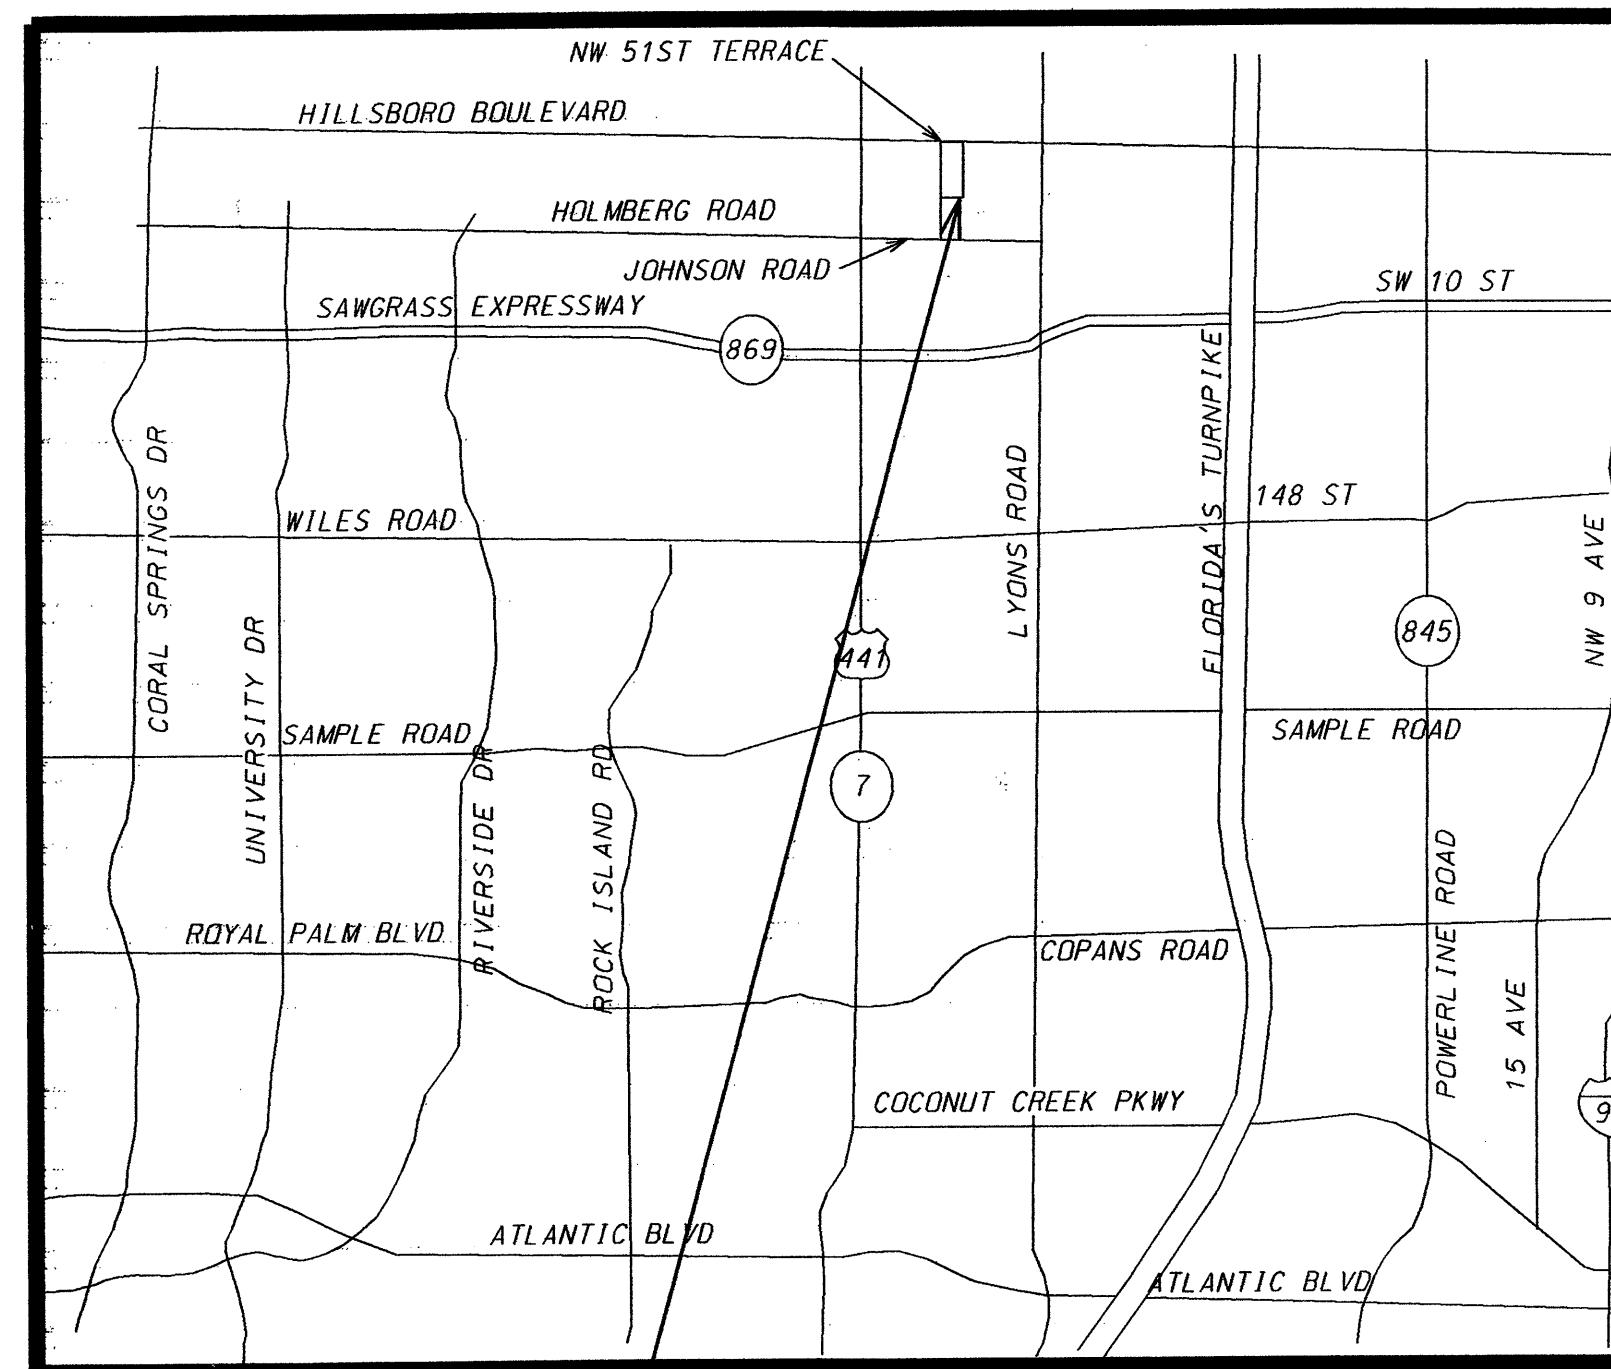 NW 51ST TERRACE
HILLSBORO BOULEVARD
HOLMBERG ROAD
JOHNSON ROAD
SW 10 ST
SAWGRASS EXPRESSWAY
869
FLORIDA'S TURNPIKE
CORAL SPRINGS DR
LYONS ROAD
148 ST
WILES ROAD
NW 9 AVE
845
441
UNIVERSITY DR
SAMPLE ROAD
SAMPLE ROAD
RIVERSIDE DR
ROCK ISLAND RD
7
POWERLINE ROAD
ROYAL PALM BLVD
COPANS ROAD
15 AVE
9
COCONUT CREEK PKWY
ATLANTIC BLVD
ATLANTIC BLVD